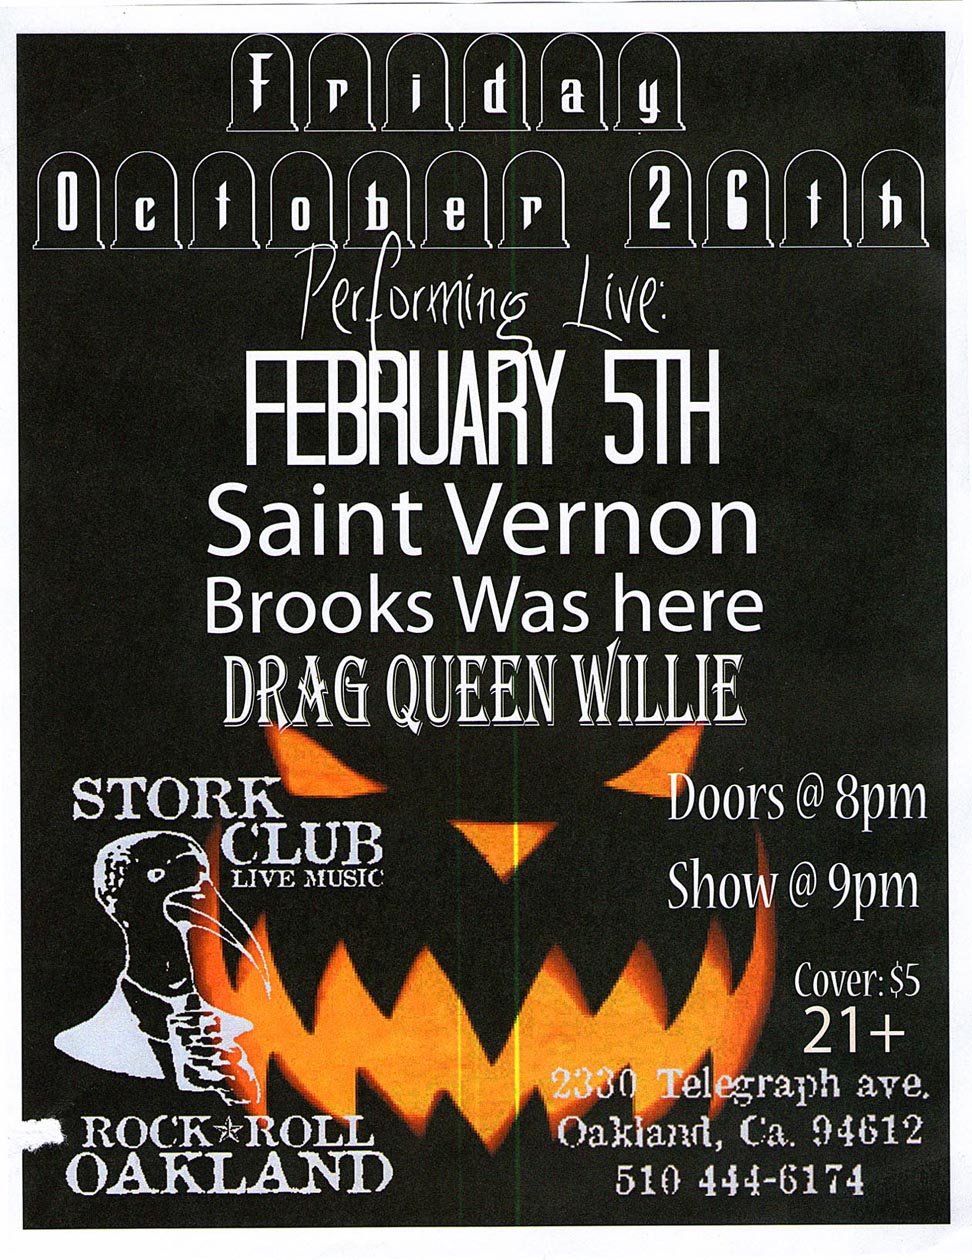 Friday
October 26th
Performing Live:
FEBRUARY 5TH
Saint Vernon
Brooks Was here
DRAG QUEEN WILLIE
STORK
CLUB
LIVE MUSIC
ROCK☆ROLL
OAKLAND
Doors @ 8pm
Show @ 9pm
Cover: $5
21+
2330 Telegraph ave.
Oakland, Ca. 94612
510 444-6174